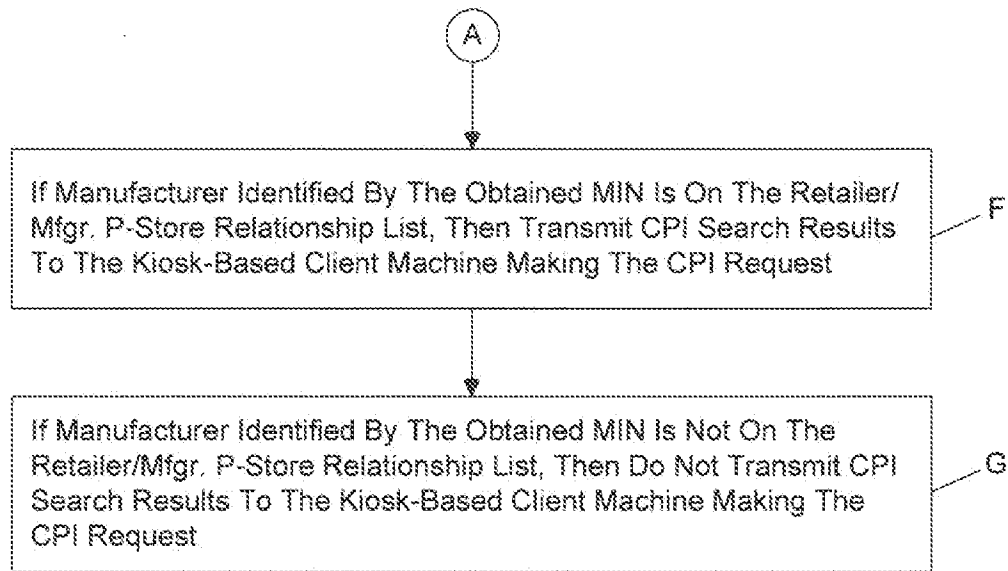 A
If Manufacturer Identified By The Obtained MIN Is On The Retailer/
Mfgr. P-Store Relationship List, Then Transmit CPI Search Results
To The Kiosk-Based Client Machine Making The CPI Request
F
If Manufacturer Identified By The Obtained MIN Is Not On The
Retailer/Mfgr. P-Store Relationship List, Then Do Not Transmit CPI
Search Results To The Kiosk-Based Client Machine Making The
CPI Request
G